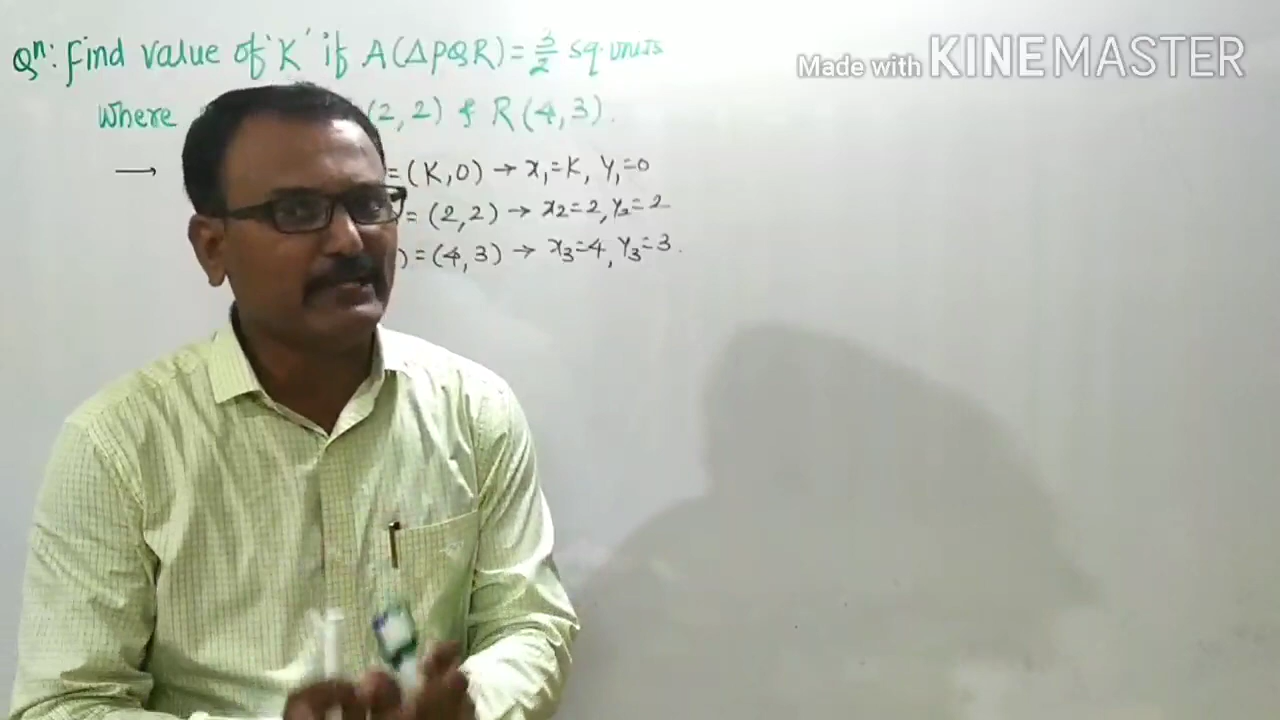 Qn: Find value of 'K' if A(ΔPQR) = 3/2 sq. units
Made with KINEMASTER
Where (2, 2) & R (4, 3).
→ = (K, 0) → x₁=K, Y₁=0
= (2, 2) → x₂=2, Y₂=2
) = (4, 3) → x₃=4, Y₃=3.